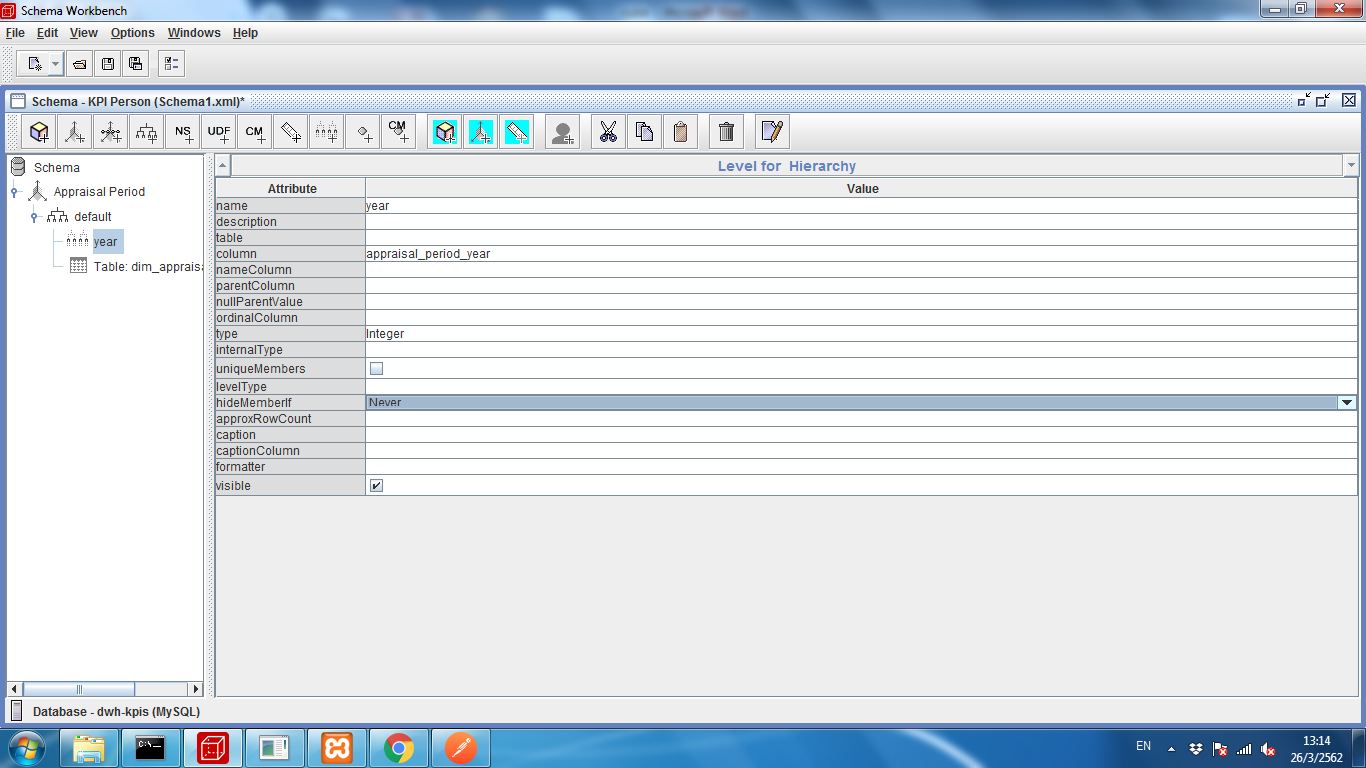 Schema Workbench
File Edit View Options Windows Help
Schema - KPI Person (Schema1.xml)*
NS UDF CM CM
Schema
Appraisal Period
default
year
Table: dim_apprais
Level for Hierarchy
Attribute Value
name year
description
table
column appraisal_period_year
nameColumn
parentColumn
nullParentValue
ordinalColumn
type Integer
internalType
uniqueMembers
levelType
hideMemberIf Never
approxRowCount
caption
captionColumn
formatter
visible
Database - dwh-kpis (MySQL)
C:\_
EN 13:14
26/3/2562